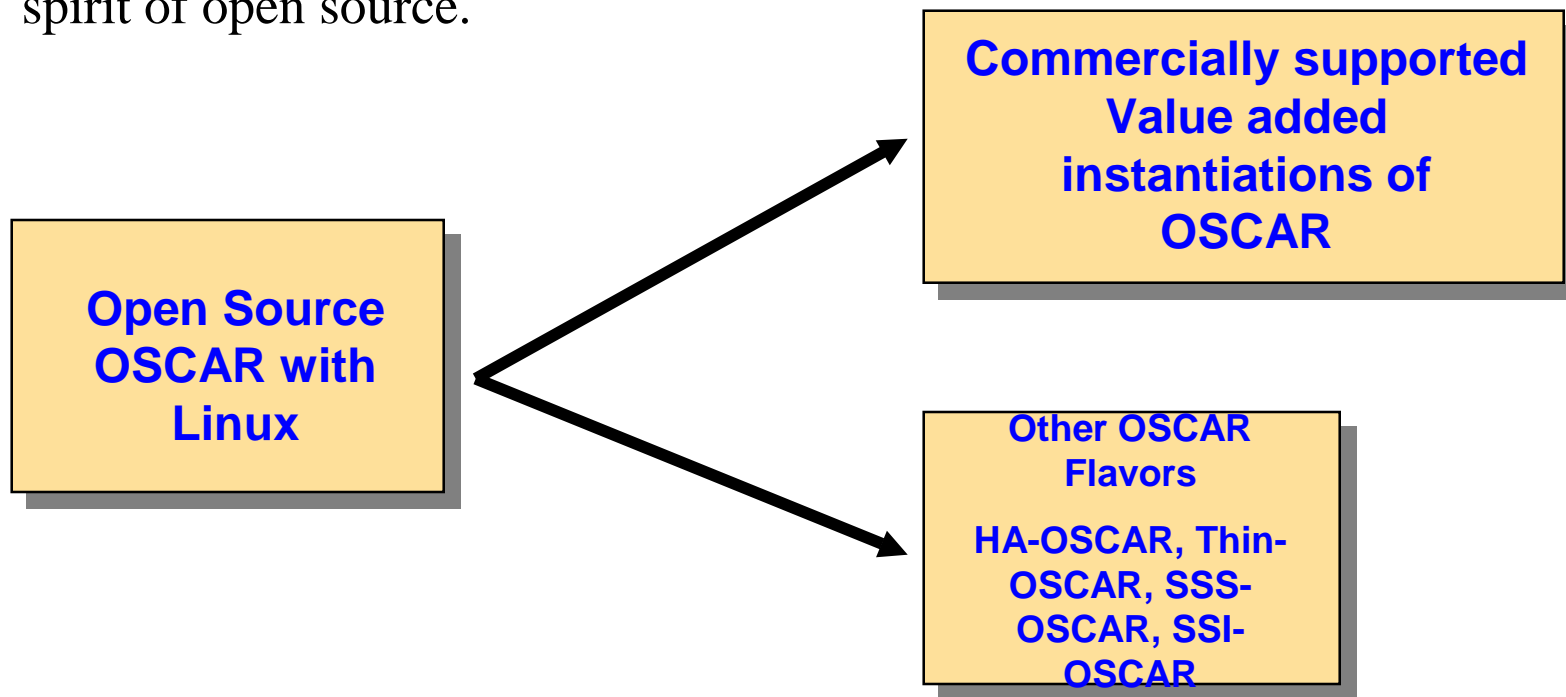 spirit of open source.
Commercially supported
Value added
instantiations of
OSCAR
Open Source
OSCAR with
Linux
Other OSCAR
Flavors
HA-OSCAR, Thin-
OSCAR, SSS-
OSCAR, SSI-
OSCAR